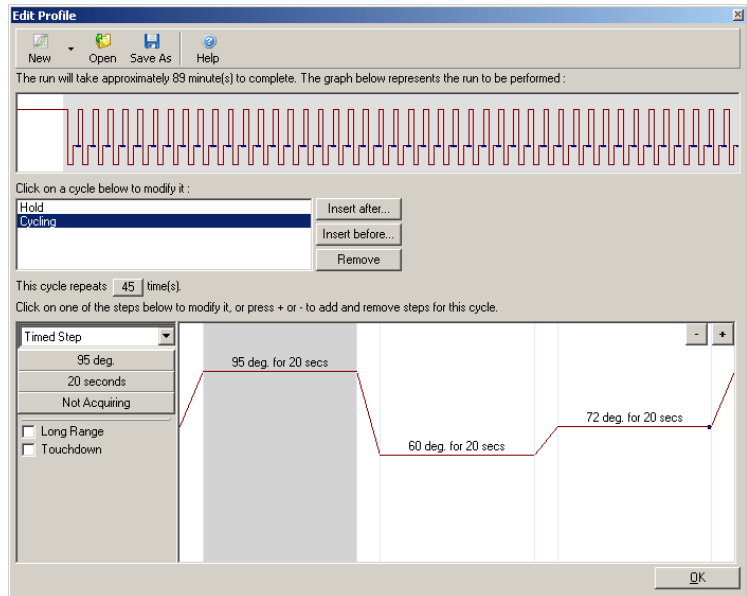 Edit Profile
New Open Save As Help
The run will take approximately 89 minute(s) to complete. The graph below represents the run to be performed :
Click on a cycle below to modify it :
Hold
Cycling
Insert after...
Insert before...
Remove
This cycle repeats 45 time(s).
Click on one of the steps below to modify it, or press + or - to add and remove steps for this cycle.
Timed Step
95 deg.
20 seconds
Not Acquiring
Long Range
Touchdown
95 deg. for 20 secs
60 deg. for 20 secs
72 deg. for 20 secs
- +
OK